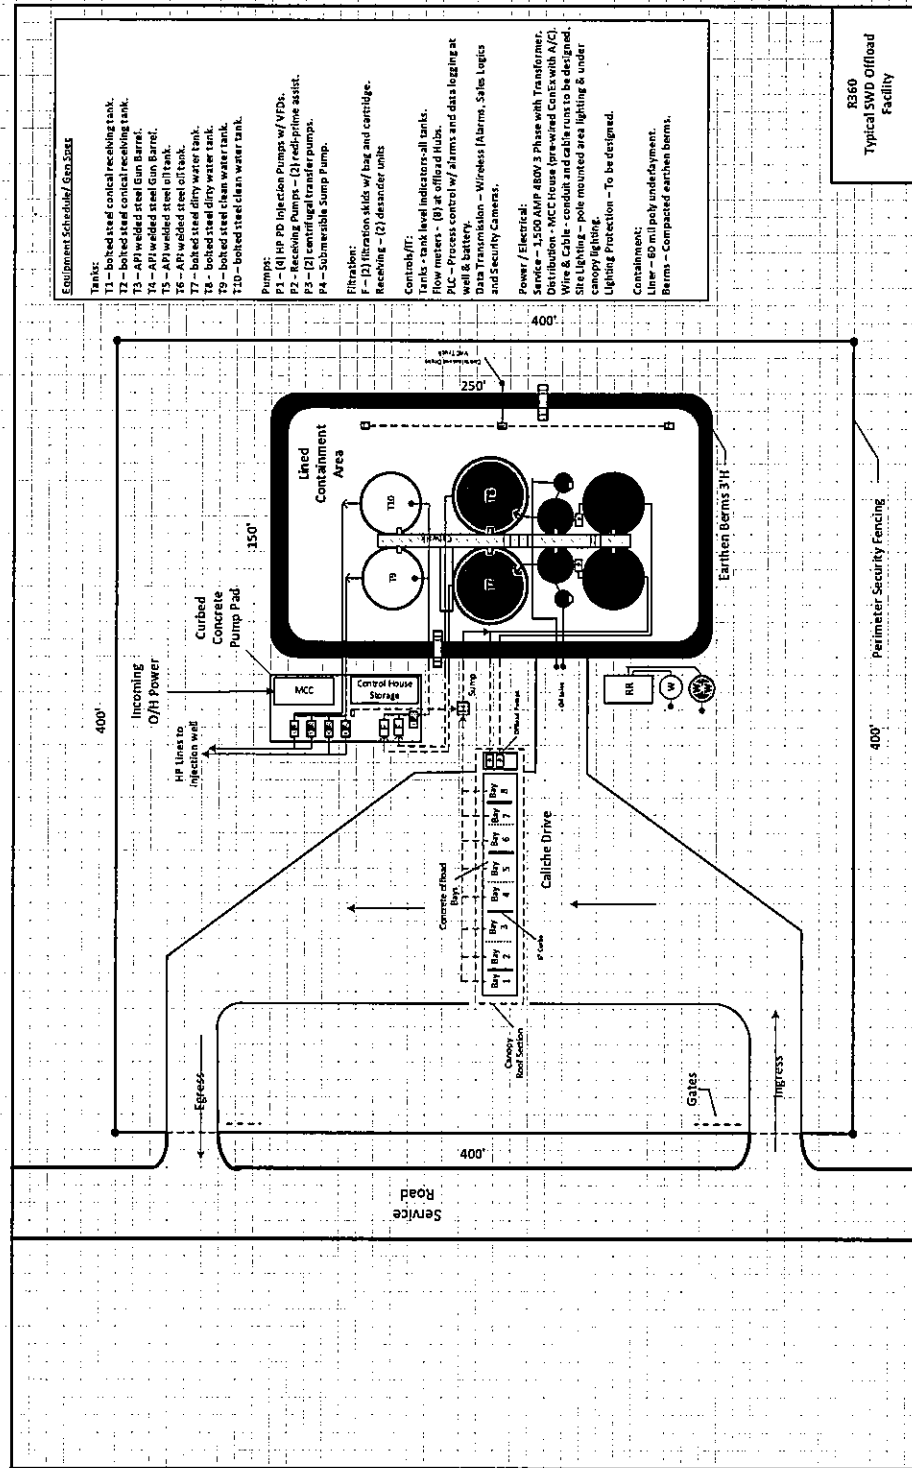 Equipment Schedule/ Gen Spec
Tanks:
T1 – bolted steel conical receiving tank.
T2 – bolted steel conical receiving tank.
T3 – API welded steel Gun Barrel.
T4 – API welded steel Gun Barrel.
T5 – API welded steel oil tank.
T6 – API welded steel oil tank.
T7 – bolted steel dirty water tank.
T8 – bolted steel dirty water tank.
T9 – bolted steel clean water tank.
T10 – bolted steel clean water tank.
Pumps:
P1 – (4) HP PD Injection Pumps w/ VFDs.
P2 – Receiving Pumps – (2) redi-prime assist.
P3 – (2) centrifugal transfer pumps.
P4 – Submersible Sump Pump.
Filtration:
F – (2) filtration skids w/ bag and cartridge.
Receiving – (2) desander units
Controls/IT:
Tanks - tank level indicators-all tanks.
Flow meters - (8) at offload Hubs.
PLC – Process control w/ alarms and data logging at
well & battery.
Data Transmission – Wireless (Alarms, Sales Logics
and Security Cameras.
Power / Electrical:
Service – 1,500 AMP 480V 3 Phase with Transformer.
Distribution - MCC House (pre-wired ConEx with A/C).
Wire & Cable - conduit and cable runs to be designed.
Site Lighting – pole mounted area lighting & under
canopy lighting.
Lighting Protection – To be designed.
Containment:
Liner – 60 mil poly underlayment.
Berms – Compacted earthen berms.
R360
Typical SWD Offload
Facility
400'
250'
150'
Lined
Containment
Area
T10
T9
T8
T7
Earthen Berms 3'H
Perimeter Security Fencing
400'
Incoming
O/H Power
Curbed
Concrete
Pump Pad
MCC
Control House
Storage
HP Lines to
Injection well
Sump
Offload Pumps
Oil Sales
RR
W
400'
Concrete offload
Bays
Bay
1
Bay
2
Bay
3
Bay
4
Bay
5
Bay
6
Bay
7
Bay
8
6" Curbs
Caliche Drive
Canopy
Roof Section
Egress
Gates
Ingress
400'
Service
Road